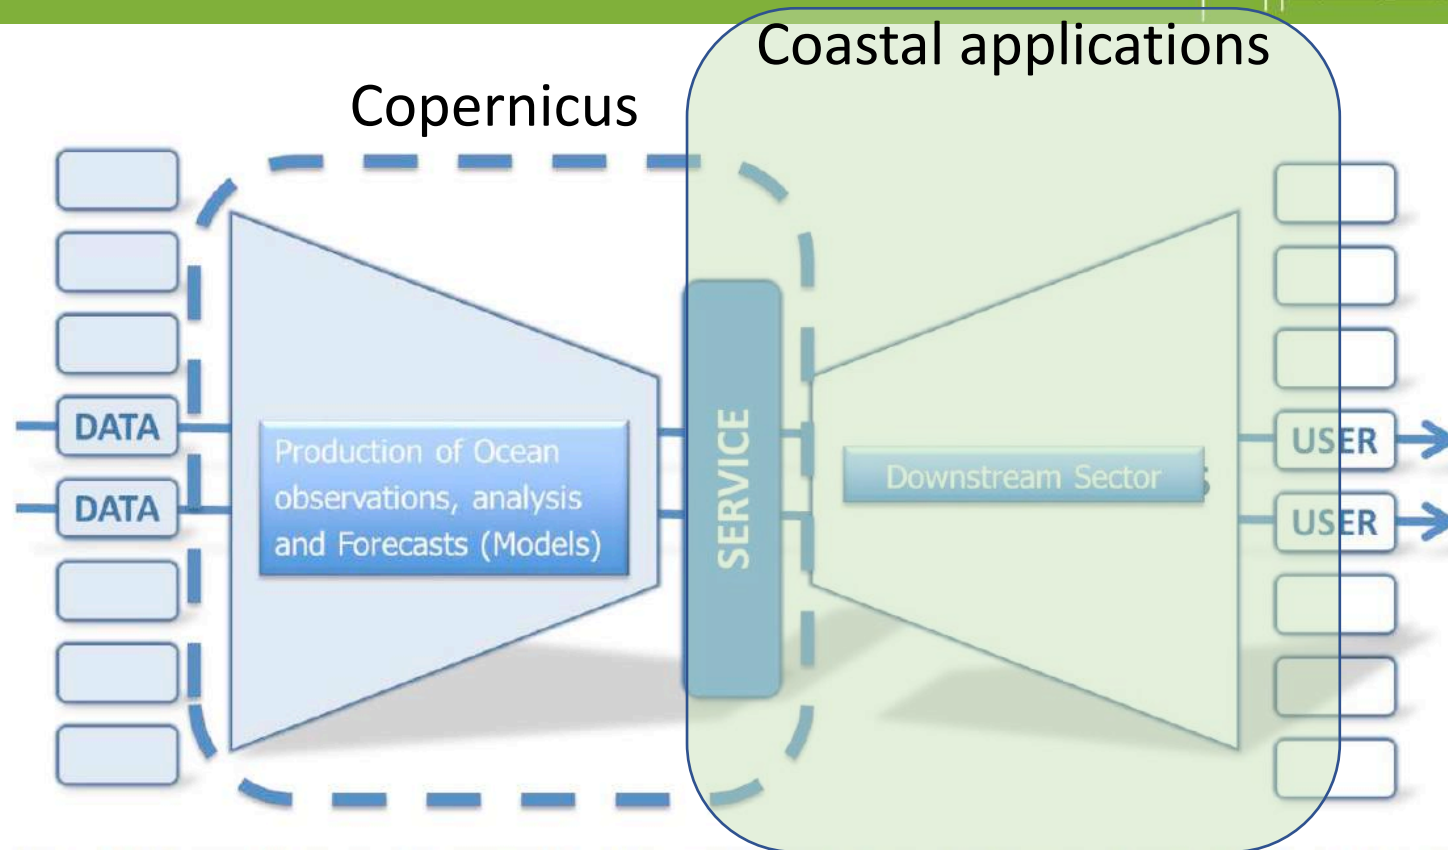 Coastal applications
Copernicus
DATA
DATA
Production of Ocean
observations, analysis
and Forecasts (Models)
SERVICE
Downstream Sector
USER
USER